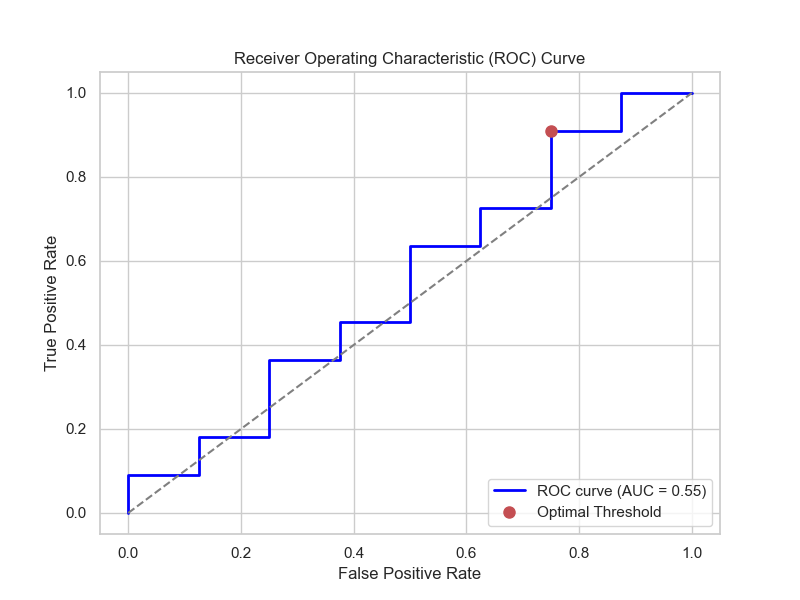 Receiver Operating Characteristic (ROC) Curve
True Positive Rate
1.0
0.8
0.6
0.4
0.2
0.0
ROC curve (AUC = 0.55)
Optimal Threshold
0.0 0.2 0.4 0.6 0.8 1.0
False Positive Rate